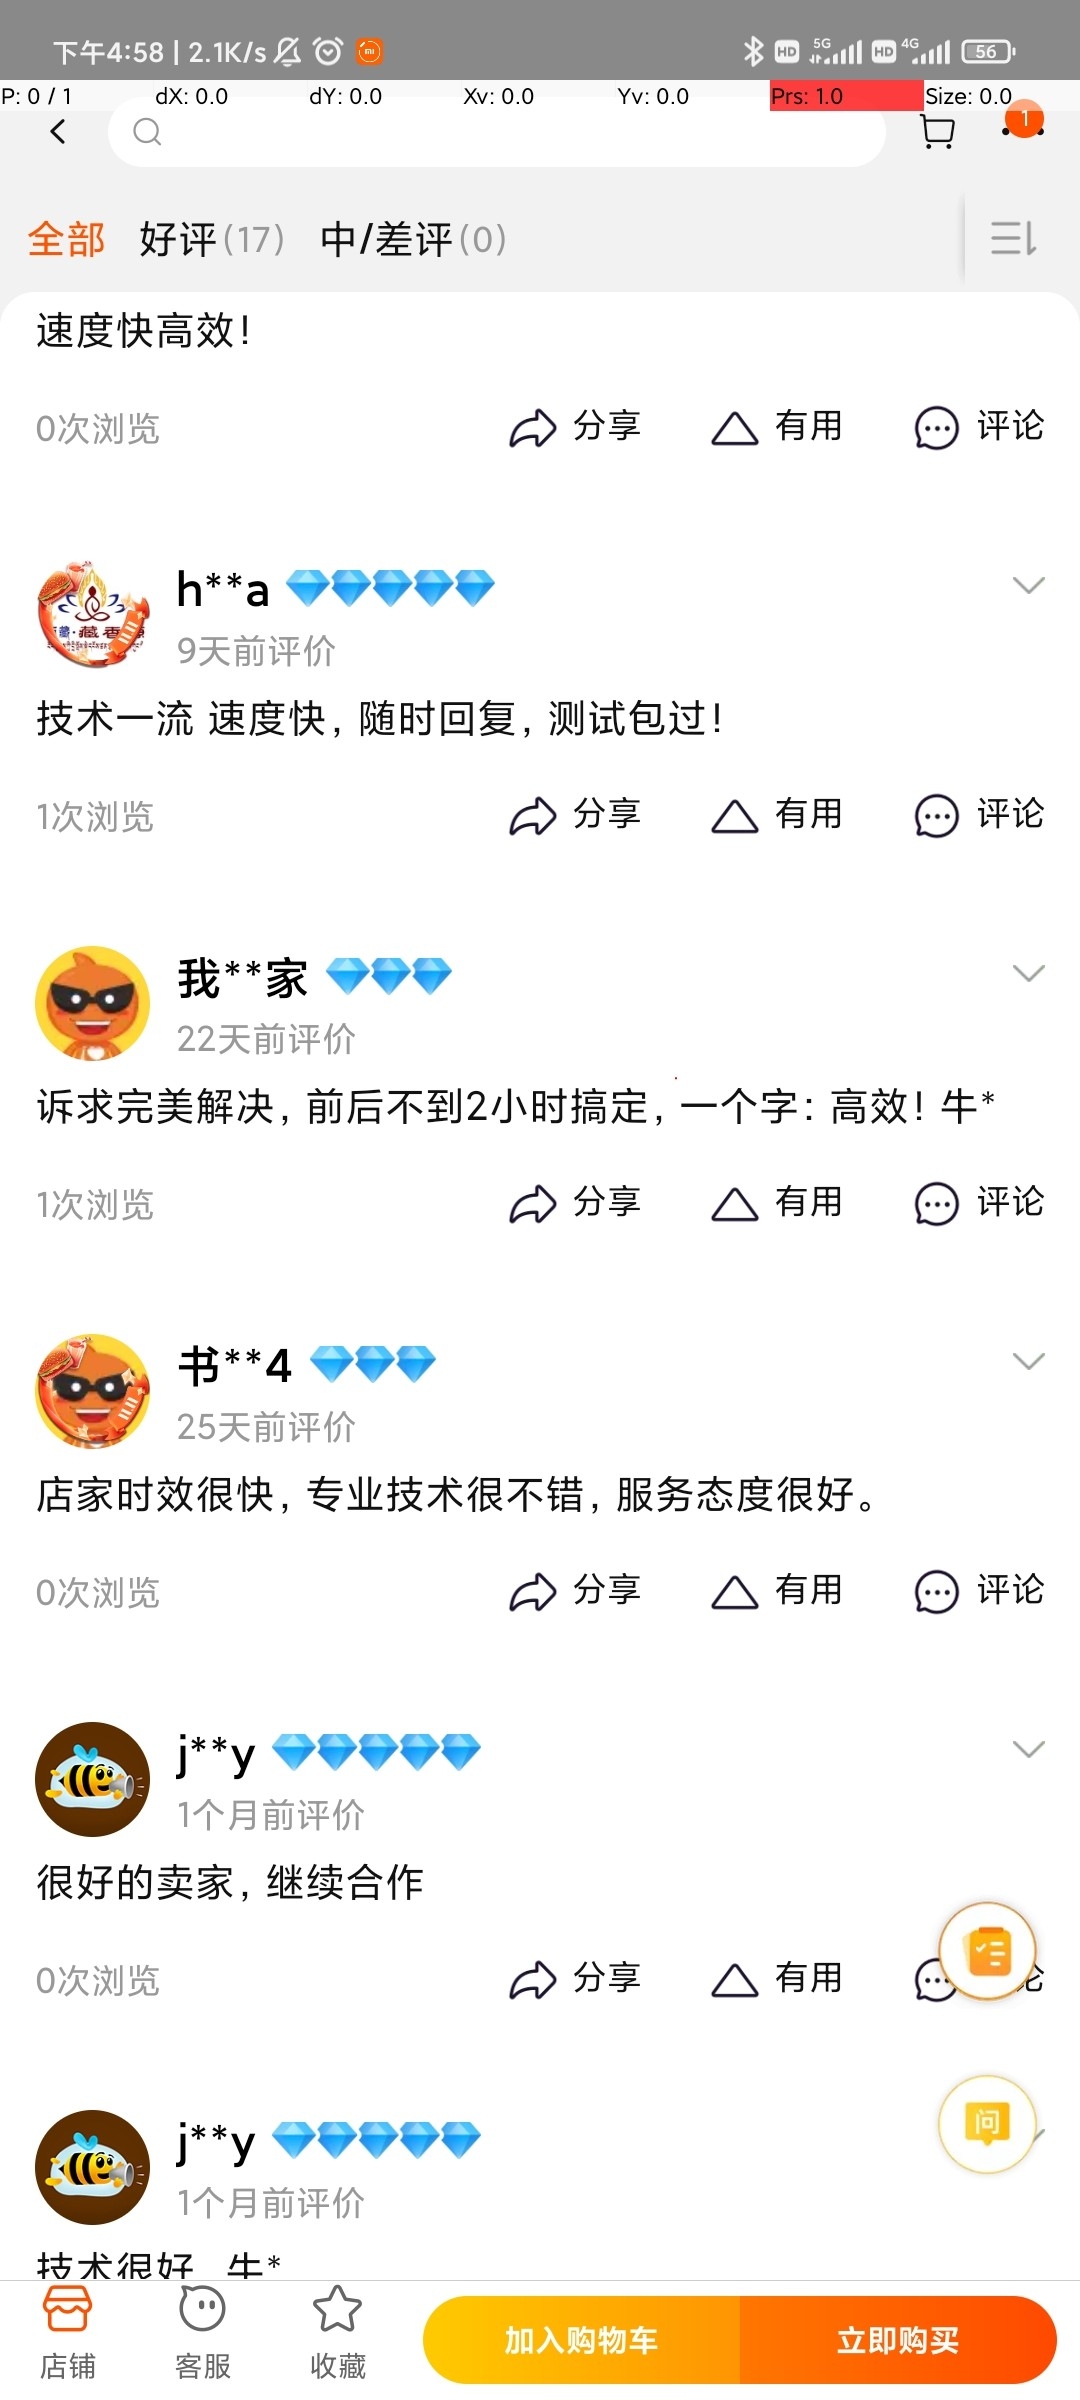 下午4:58 | 2.1K/s
HD 5G HD 4G 56
P: 0 / 1 dX: 0.0 dY: 0.0 Xv: 0.0 Yv: 0.0 Prs: 1.0 Size: 0.0
1
全部 好评(17) 中/差评(0)
速度快高效!
0次浏览 分享 有用 评论
h**a
9天前评价
技术一流 速度快, 随时回复, 测试包过!
1次浏览 分享 有用 评论
我**家
22天前评价
诉求完美解决, 前后不到2小时搞定, 一个字: 高效! 牛*
1次浏览 分享 有用 评论
书**4
25天前评价
店家时效很快, 专业技术很不错, 服务态度很好。
0次浏览 分享 有用 评论
j**y
1个月前评价
很好的卖家, 继续合作
0次浏览 分享 有用 论
问
j**y
1个月前评价
技术很好 牛*
店铺 客服 收藏 加入购物车 立即购买